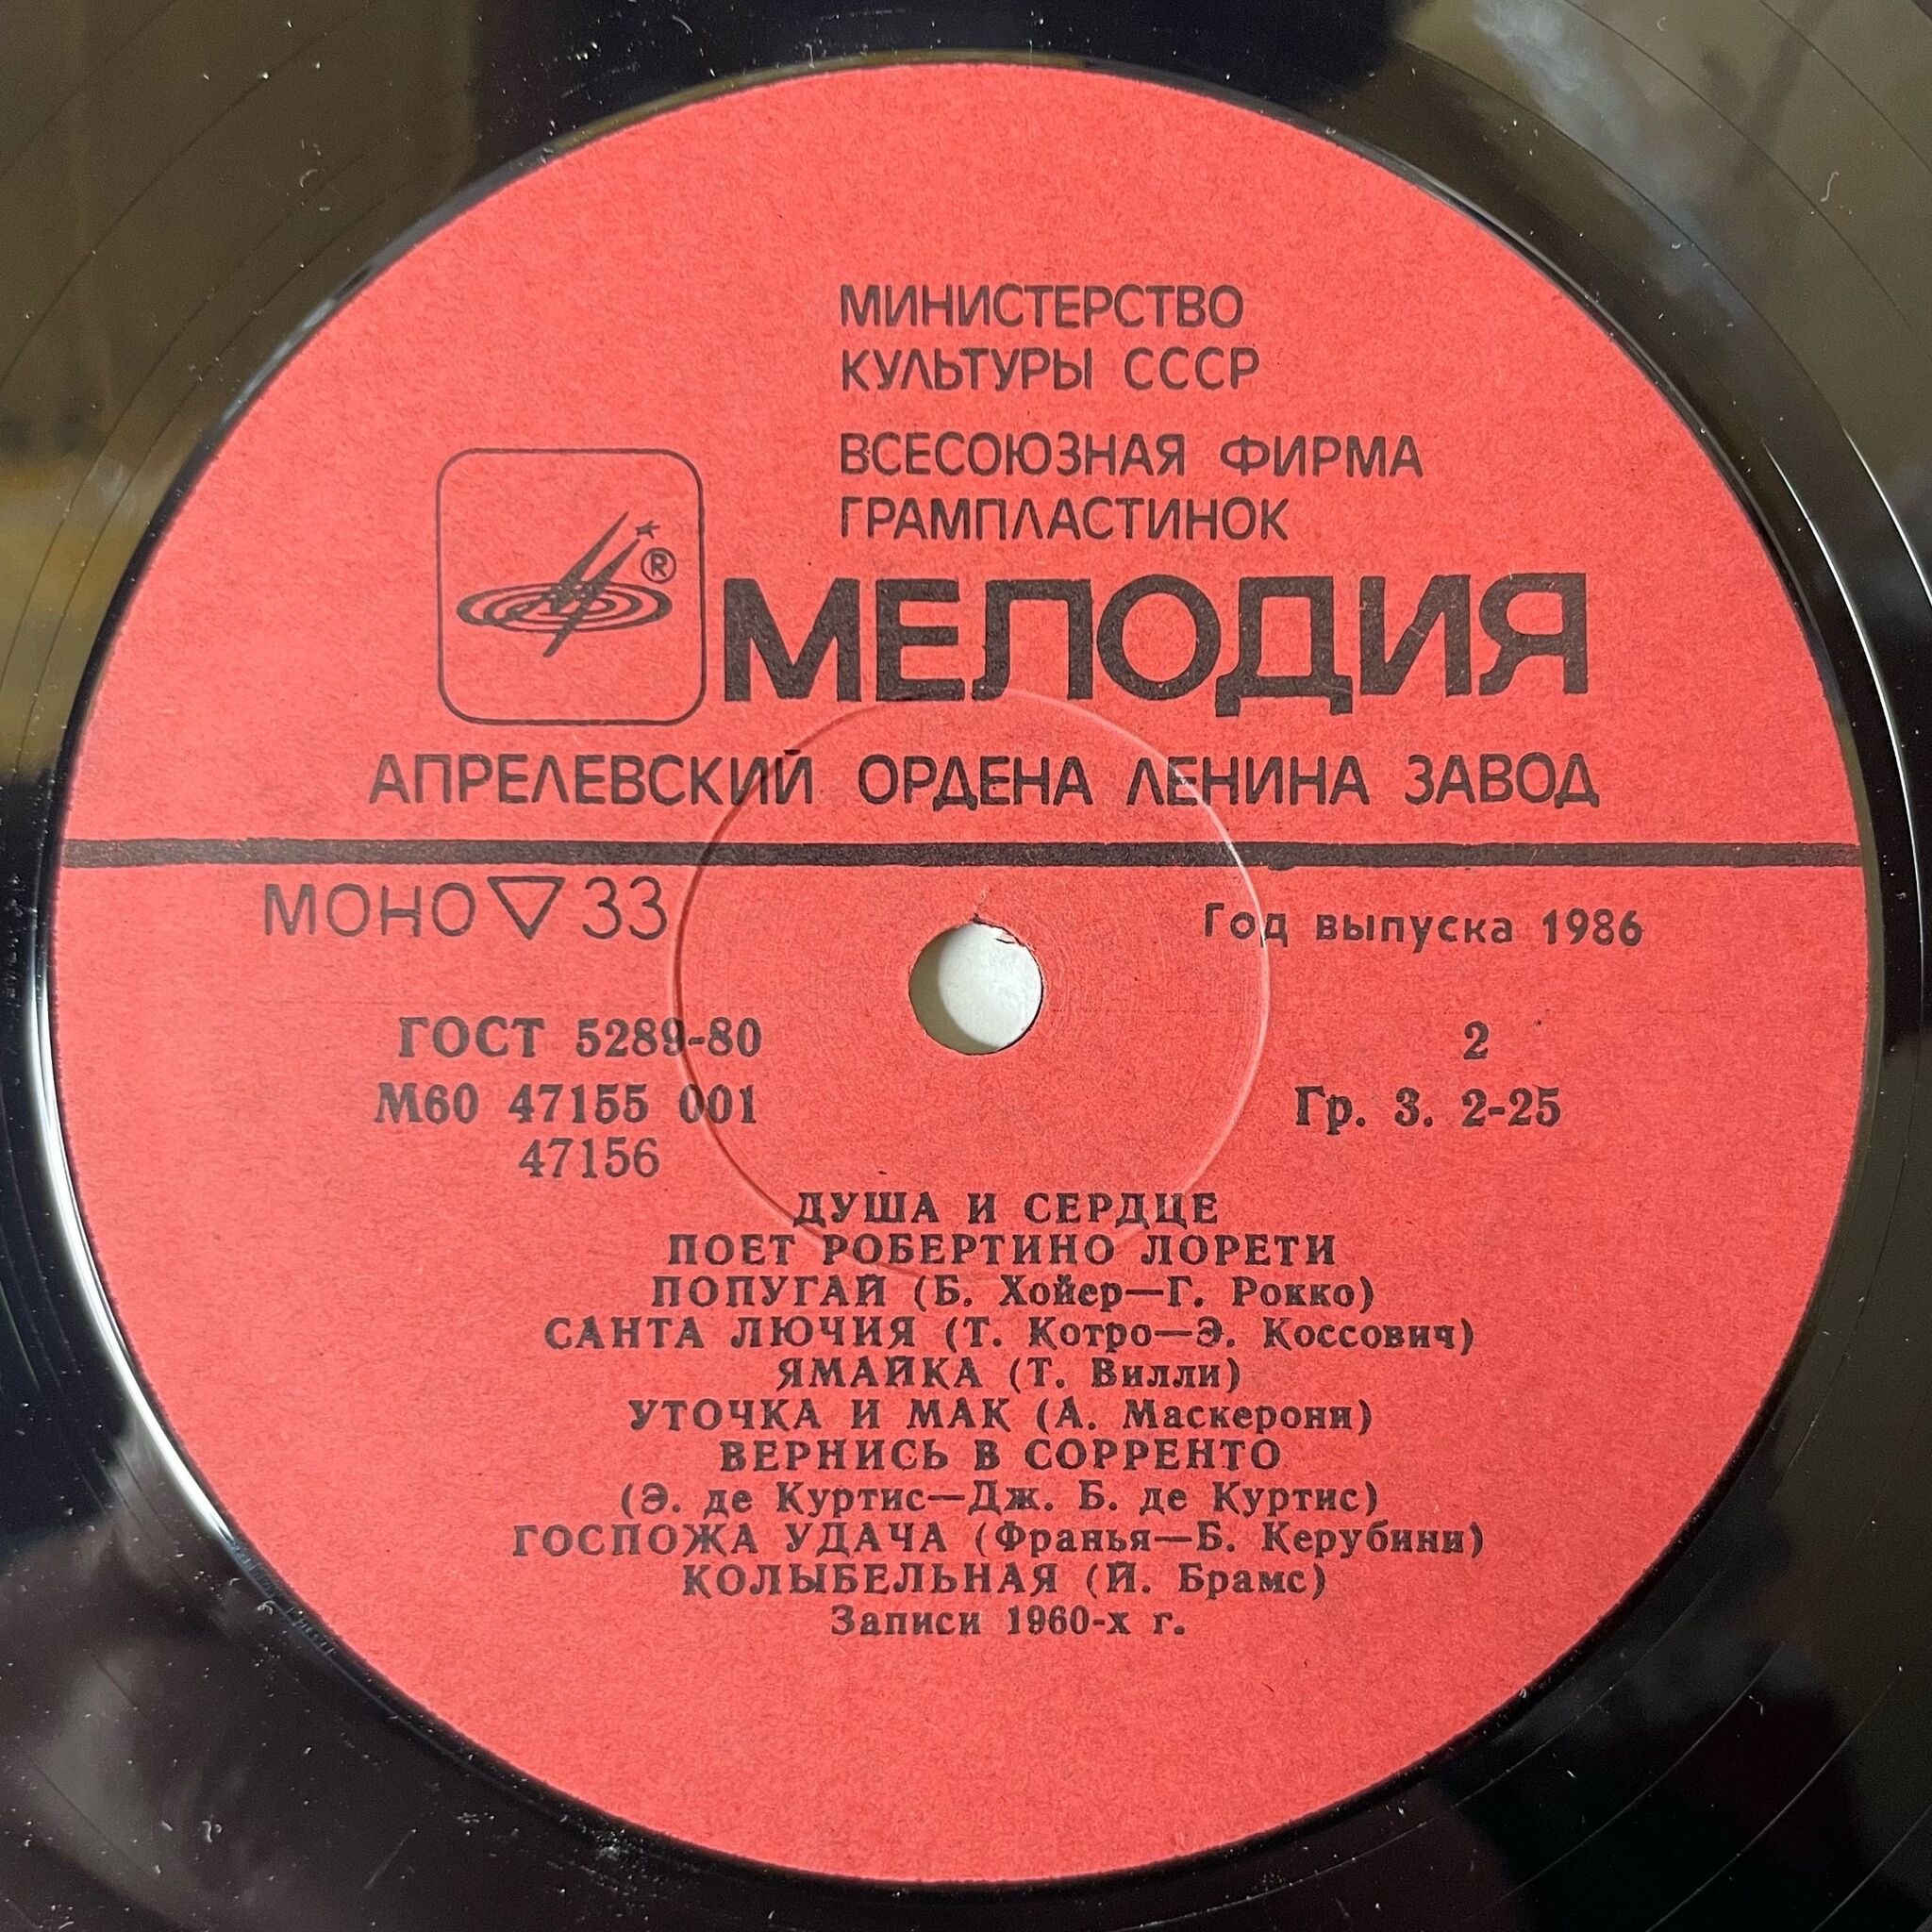 МИНИСТЕРСТВО
КУЛЬТУРЫ СССР
ВСЕСОЮЗНАЯ ФИРМА
ГРАМПЛАСТИНОК
®
МЕЛОДИЯ
АПРЕЛЕВСКИЙ ОРДЕНА ЛЕНИНА ЗАВОД
МОНО ▽ 33
Год выпуска 1986
ГОСТ 5289-80
2
М60 47155 001
Гр. 3. 2-25
47156
ДУША И СЕРДЦЕ
ПОЕТ РОБЕРТИНО ЛОРЕТИ
ПОПУГАЙ (Б. Хойер—Г. Рокко)
САНТА ЛЮЧИЯ (Т. Котро—Э. Коссович)
ЯМАЙКА (Т. Вилли)
УТОЧКА И МАК (А. Маскерони)
ВЕРНИСЬ В СОРРЕНТО
(Э. де Куртис—Дж. Б. де Куртис)
ГОСПОЖА УДАЧА (Франья—Б. Керубини)
КОЛЫБЕЛЬНАЯ (Й. Брамс)
Записи 1960-х г.